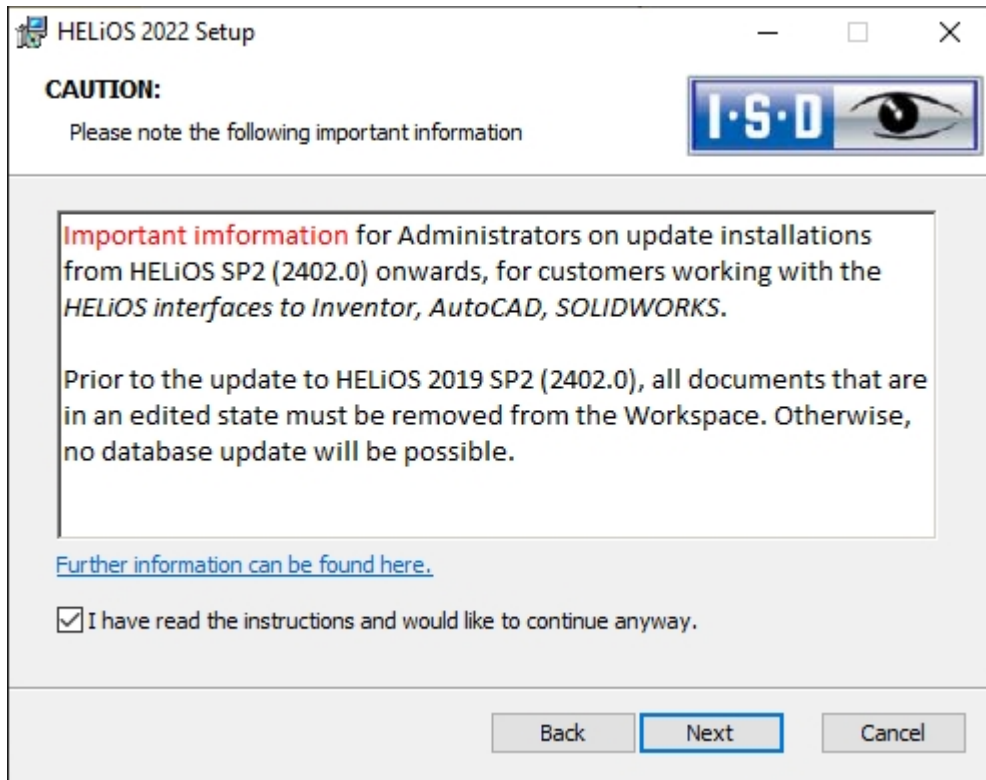 HELiOS 2022 Setup
CAUTION:
Please note the following important information
I·S·D
Important imformation for Administrators on update installations
from HELiOS SP2 (2402.0) onwards, for customers working with the
HELiOS interfaces to Inventor, AutoCAD, SOLIDWORKS.
Prior to the update to HELiOS 2019 SP2 (2402.0), all documents that are
in an edited state must be removed from the Workspace. Otherwise,
no database update will be possible.
Further information can be found here.
I have read the instructions and would like to continue anyway.
Back Next Cancel